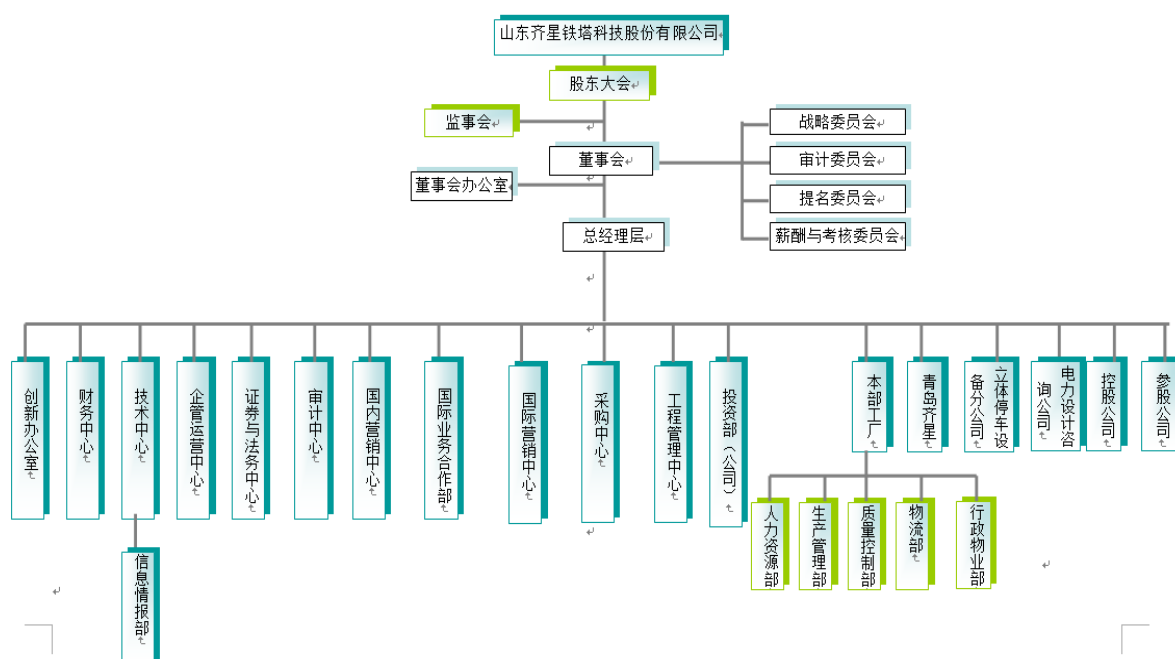 山东齐星铁塔科技股份有限公司
股东大会
监事会
战略委员会
董事会
审计委员会
董事会办公室
提名委员会
总经理层
薪酬与考核委员会
创新办公室
财务中心
技术中心
企管运营中心
证券与法务中心
审计中心
国内营销中心
国际业务合作部
国际营销中心
采购中心
工程管理中心
投资部（公司）
本部工厂
青岛齐星
立体停车设
备分公司
电力设计咨
询公司
控股公司
参股公司
人力资源部
生产管理部
质量控制部
物流部
行政物业部
信息情报部